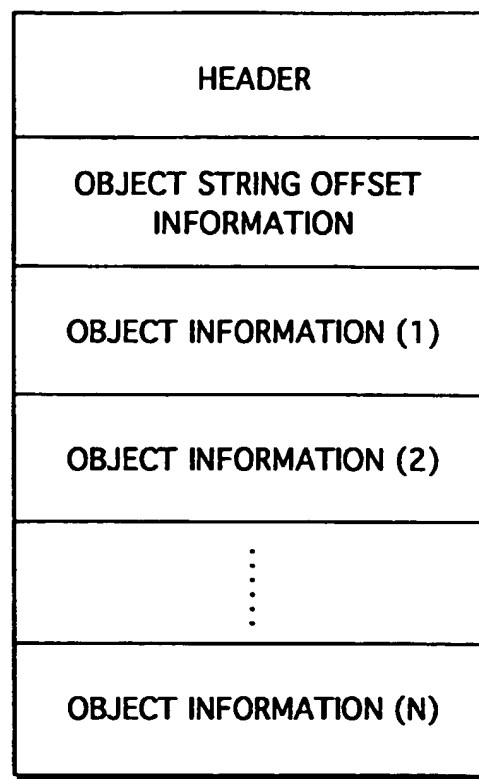 HEADER
OBJECT STRING OFFSET
INFORMATION
OBJECT INFORMATION (1)
OBJECT INFORMATION (2)
OBJECT INFORMATION (N)